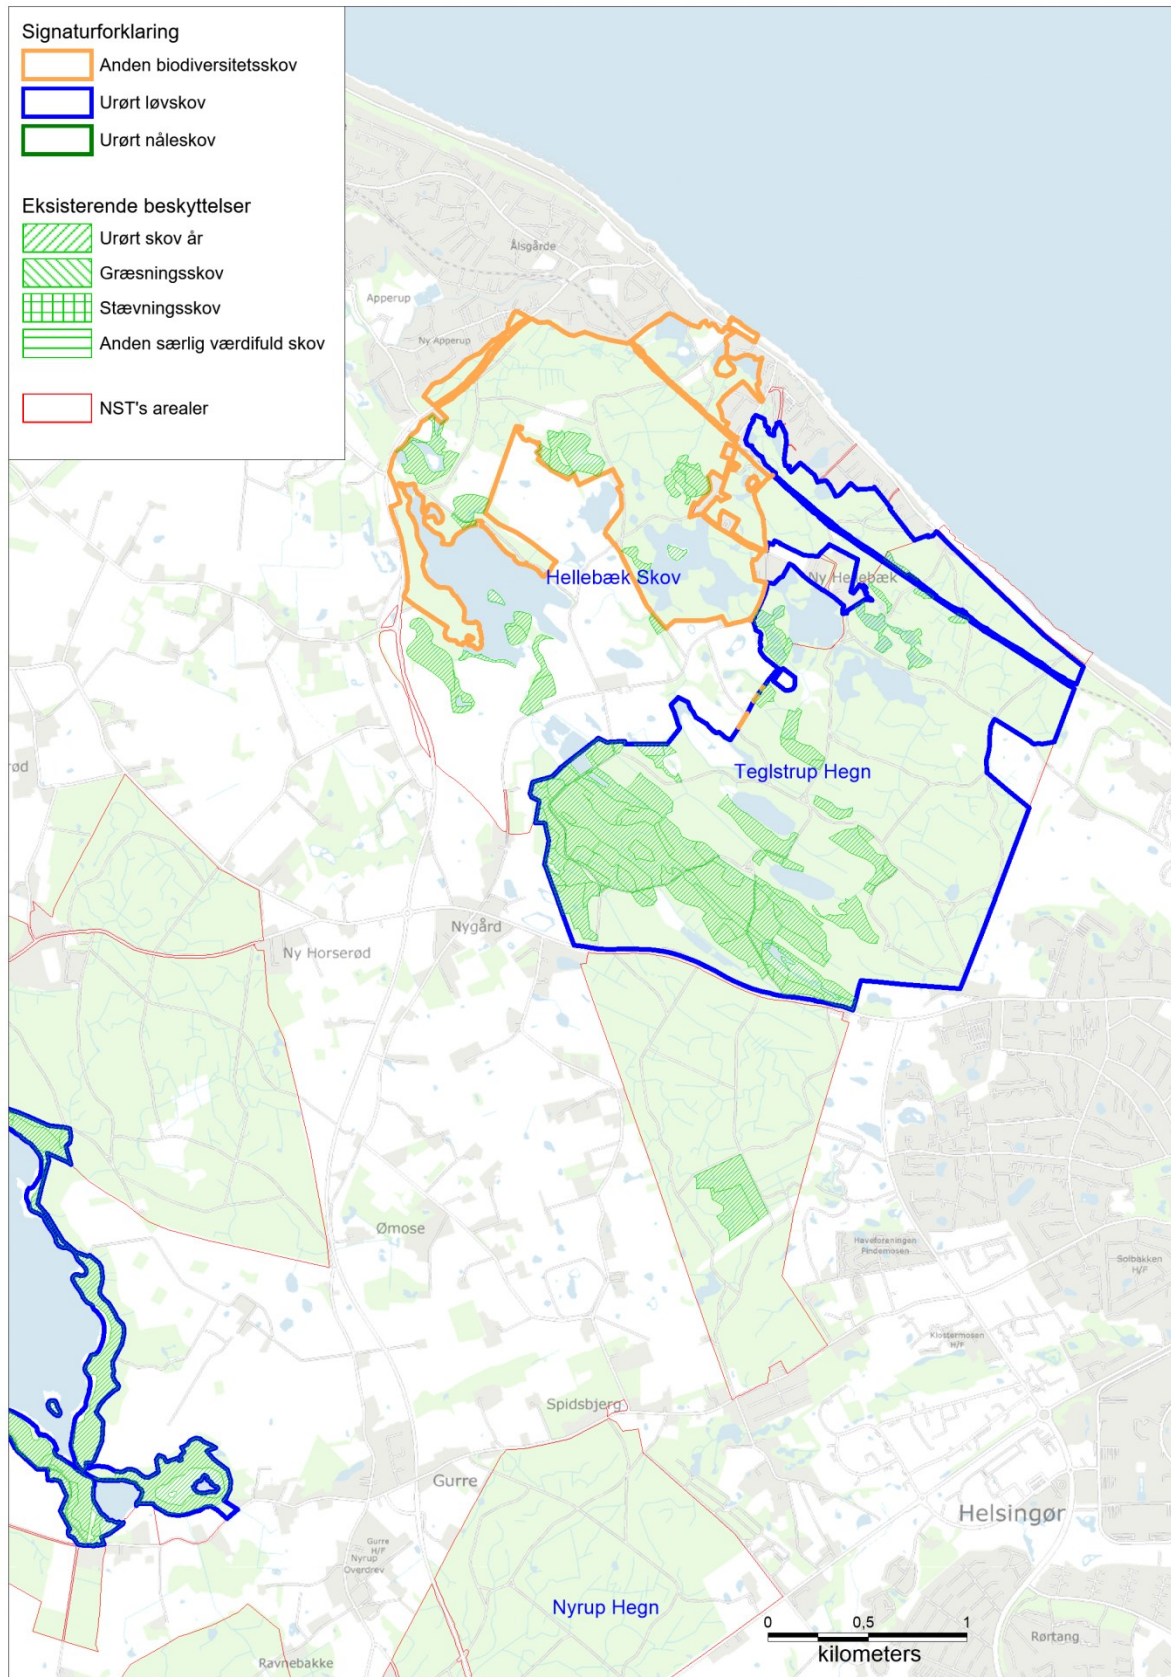 Signaturforklaring
Anden biodiversitetsskov
Urørt løvskov
Urørt nåleskov
Eksisterende beskyttelser
Urørt skov år
Græsningsskov
Stævningsskov
Anden særlig værdifuld skov
NST's arealer
Ålsgårde
Apperup
Ny Apperup
Hellebæk Skov
Ny Hellebæk
Teglstrup Hegn
ød
Nygård
Ny Horserød
Ømose
Haveforeningen
Pindemosen
Solbakken
H/F
Klostermosen
H/F
Spidsbjerg
Gurre
Helsingør
Gurre
H/F
Nyrup
Overdrev
Nyrup Hegn
Ravnebakke
Rørtang
0 0,5 1
kilometers